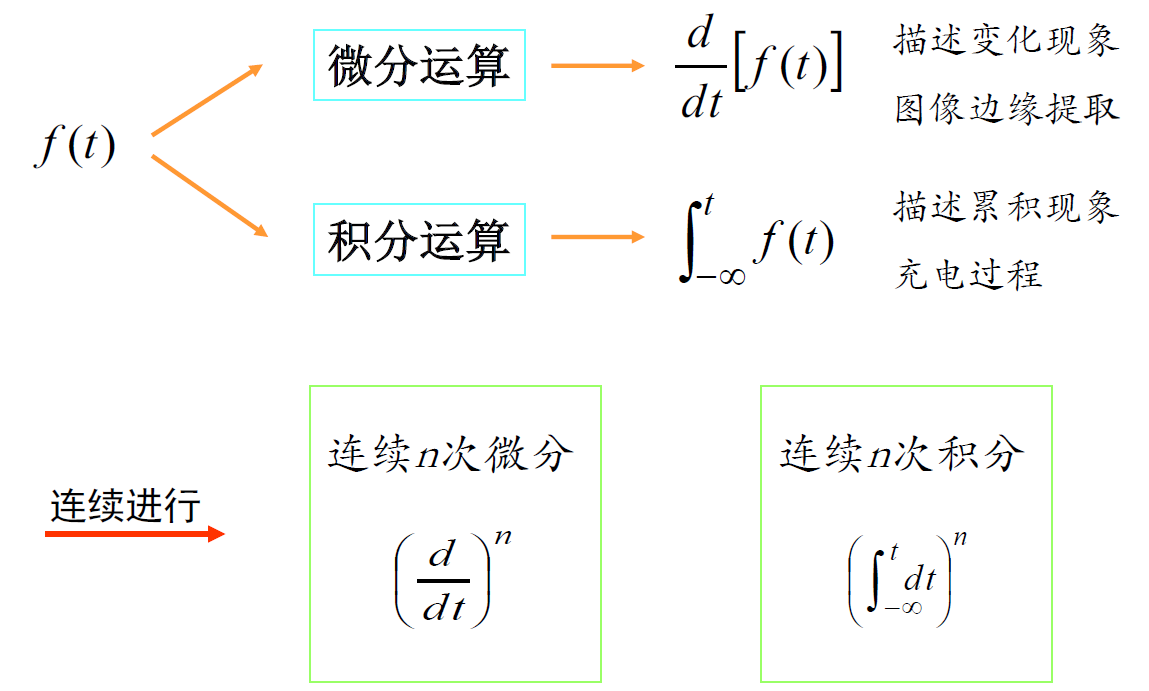 f(t)
微分运算
d/dt[f(t)]
描述变化现象
图像边缘提取
积分运算
∫_{-∞}^{t} f(t)
描述累积现象
充电过程
连续进行
连续n次微分
(d/dt)^n
连续n次积分
(∫_{-∞}^{t} dt)^n